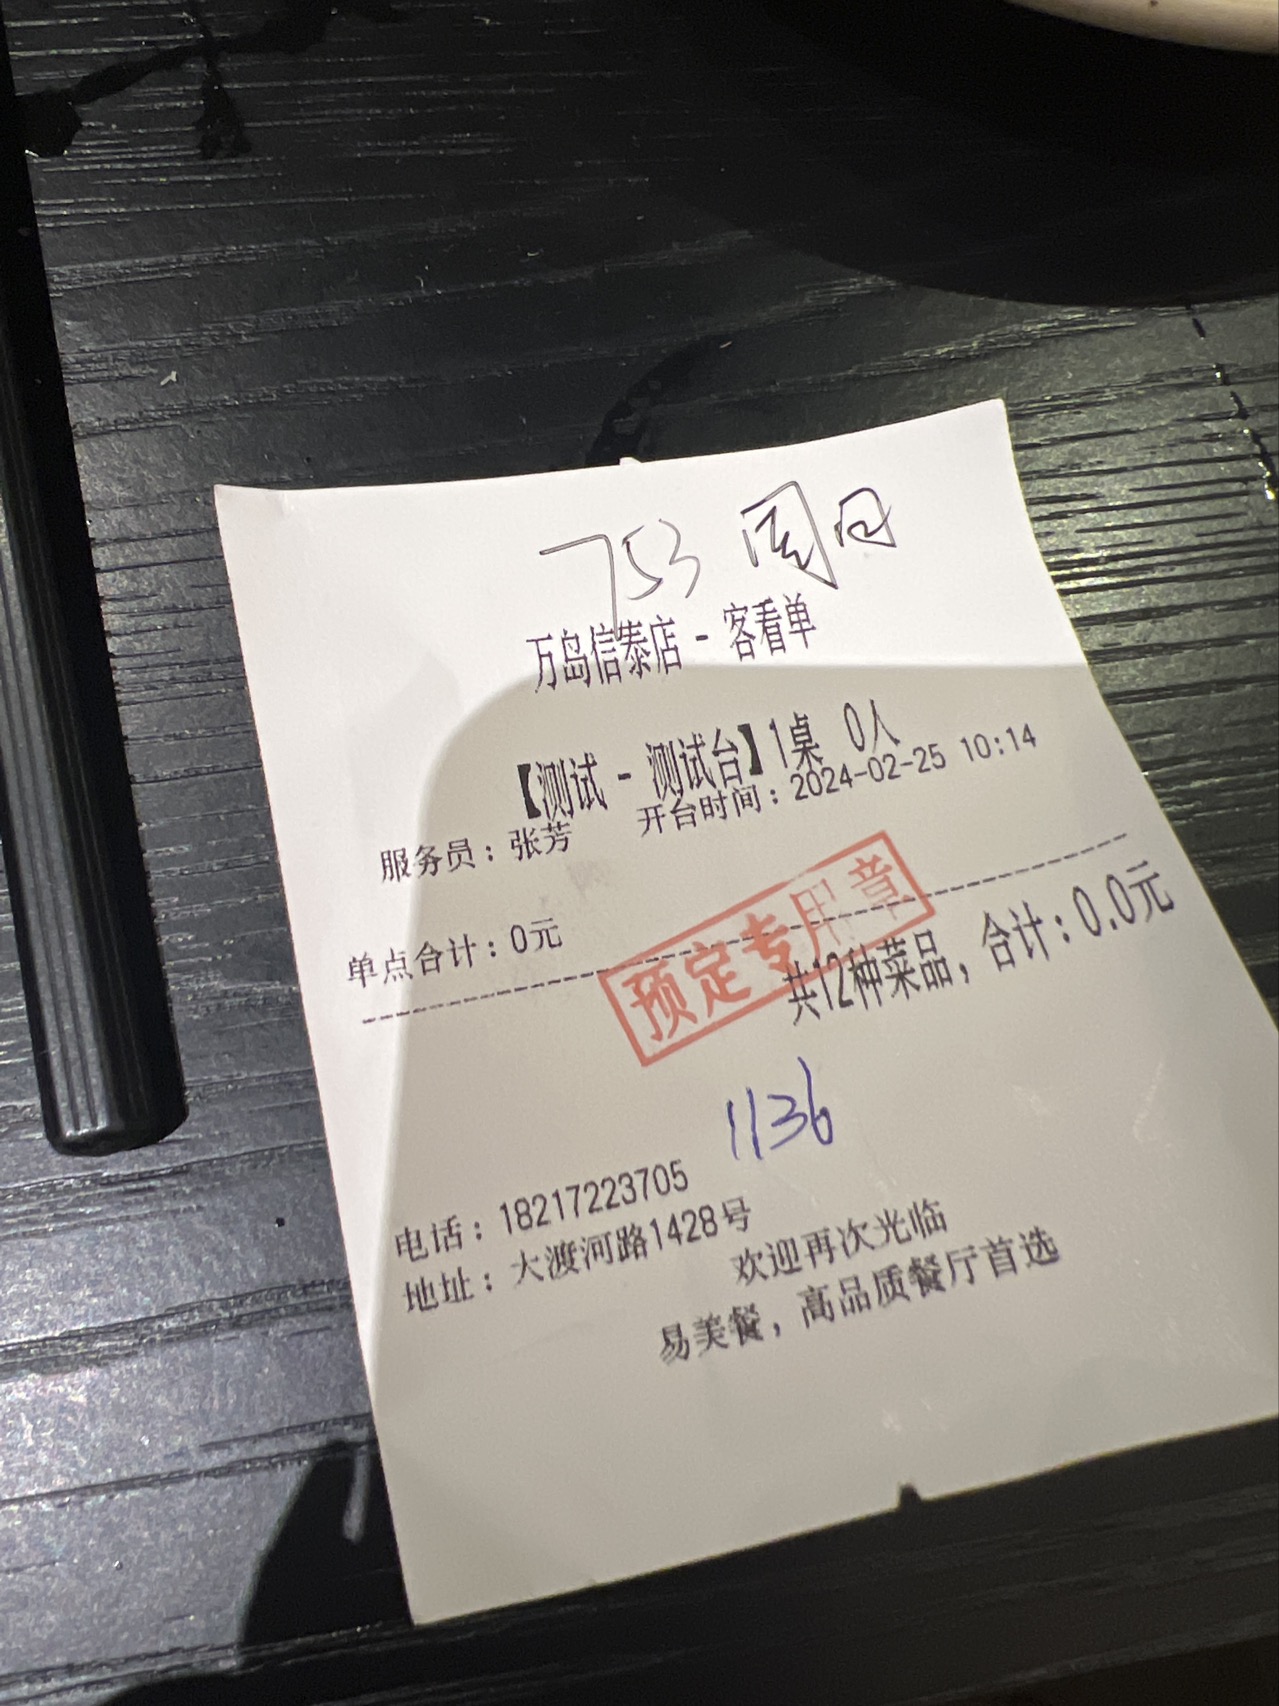 753 周日
万岛信泰店 - 客看单
【测试 - 测试台】1桌 0人
服务员：张芳 开台时间：2024-02-25 10:14
单点合计：0元
预定专用章
共12种菜品，合计：0.0元
1136
电话：18217223705
地址：大渡河路1428号
欢迎再次光临
易美餐，高品质餐厅首选